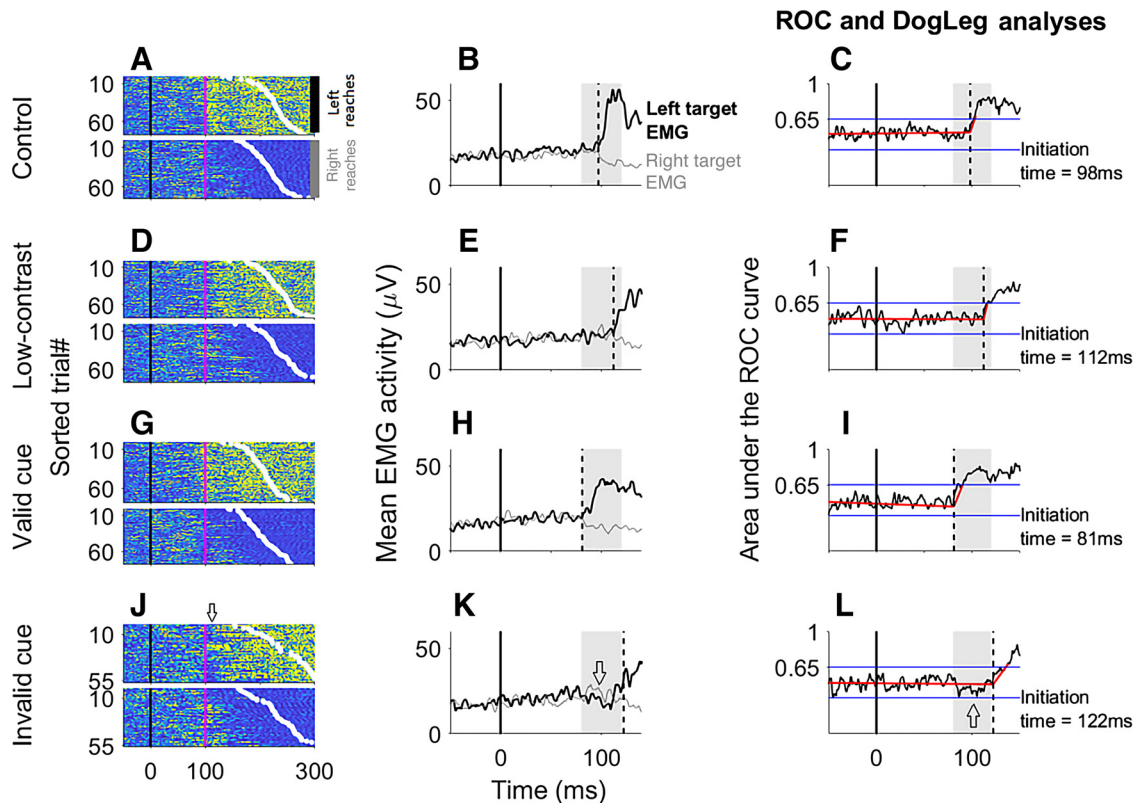 ROC and DogLeg analyses
A
B
C
Control
10
60
10
60
Left
reaches
Right
reaches
50
0
Left target
EMG
Right target
EMG
1
0.65
Initiation
time = 98ms
D
E
F
Low-contrast
10
60
10
60
50
0
1
0.65
Initiation
time = 112ms
Sorted trial#
Mean EMG activity (μV)
Area under the ROC curve
G
H
I
Valid cue
10
60
10
60
50
0
1
0.65
Initiation
time = 81ms
J
K
L
Invalid cue
10
55
10
55
50
0
1
0.65
Initiation
time = 122ms
0 100 300
0 100
0 100
Time (ms)